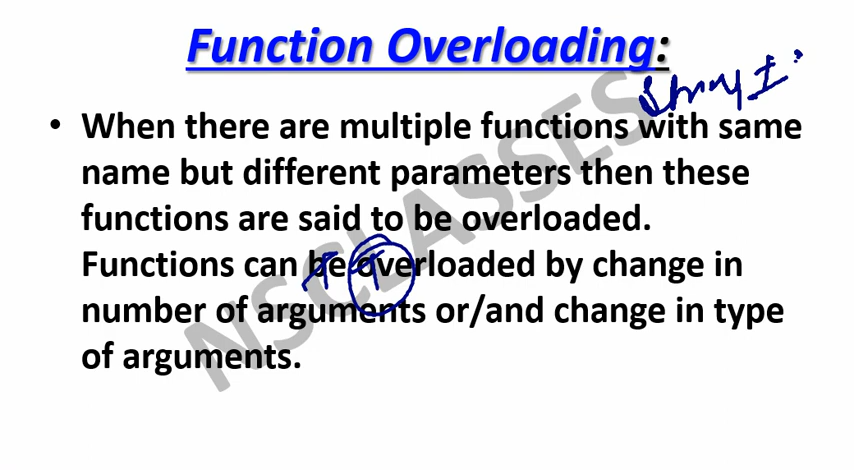 Function Overloading:
• When there are multiple functions with same
name but different parameters then these
functions are said to be overloaded.
Functions can be overloaded by change in
number of arguments or/and change in type
of arguments.
NSCLASSES